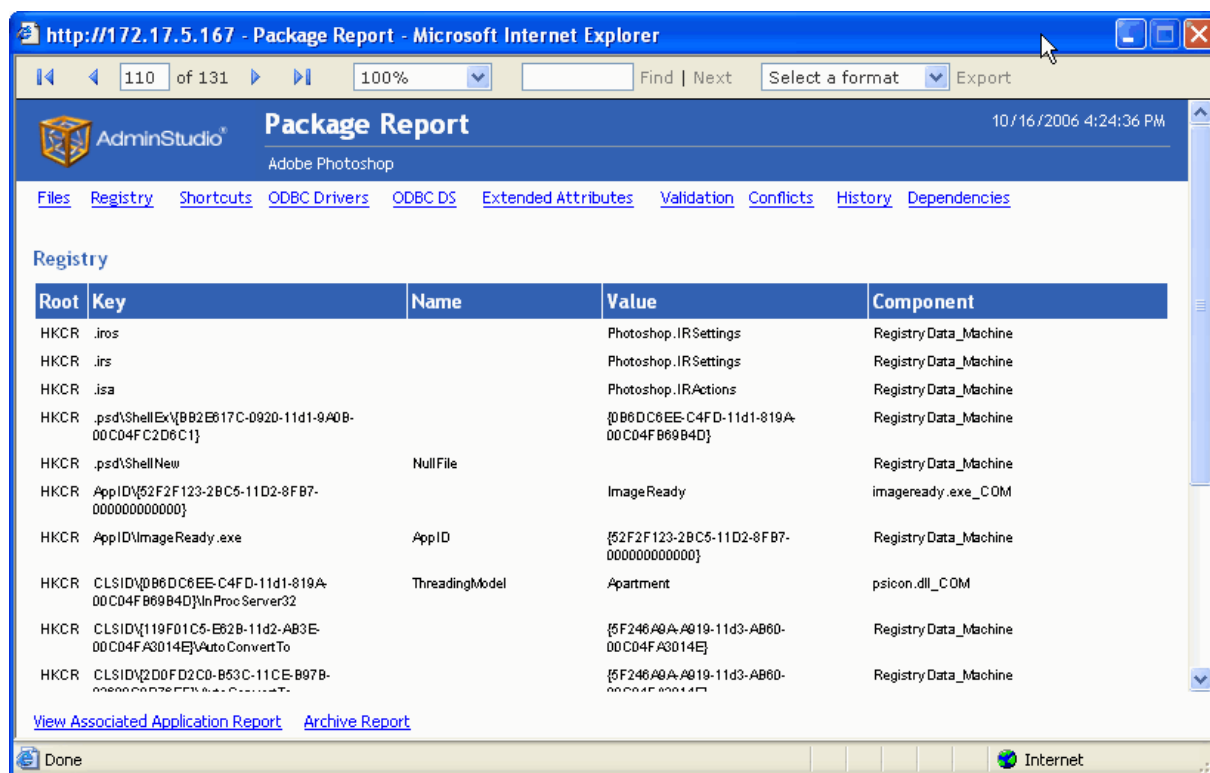 http://172.17.5.167 - Package Report - Microsoft Internet Explorer
110 of 131 100% Find | Next Select a format Export
AdminStudio® Package Report 10/16/2006 4:24:36 PM
Adobe Photoshop
Files Registry Shortcuts ODBC Drivers ODBC DS Extended Attributes Validation Conflicts History Dependencies
Registry
Root Key Name Value Component
HKCR .iros Photoshop.IRSettings RegistryData_Machine
HKCR .irs Photoshop.IRSettings RegistryData_Machine
HKCR .isa Photoshop.IRActions RegistryData_Machine
HKCR .psd\ShellEx\{BB2E617C-0920-11d1-9A0B- {0B6DC6EE-C4FD-11d1-819A- RegistryData_Machine
00C04FC2D6C1} 00C04FB69B4D}
HKCR .psd\ShellNew NullFile RegistryData_Machine
HKCR AppID\{52F2F123-2BC5-11D2-8FB7- ImageReady imageready.exe_COM
000000000000}
HKCR AppID\ImageReady.exe AppID {52F2F123-2BC5-11D2-8FB7- RegistryData_Machine
000000000000}
HKCR CLSID\{0B6DC6EE-C4FD-11d1-819A- ThreadingModel Apartment psicon.dll_COM
00C04FB69B4D}\InProcServer32
HKCR CLSID\{119F01C5-E62B-11d2-AB3E- {5F246A9A-A919-11d3-AB60- RegistryData_Machine
00C04FA3014E}\AutoConvertTo 00C04FA3014E}
HKCR CLSID\{2D0FD2C0-B53C-11CE-B97B- {5F246A9A-A919-11d3-AB60- RegistryData_Machine
View Associated Application Report Archive Report
Done Internet